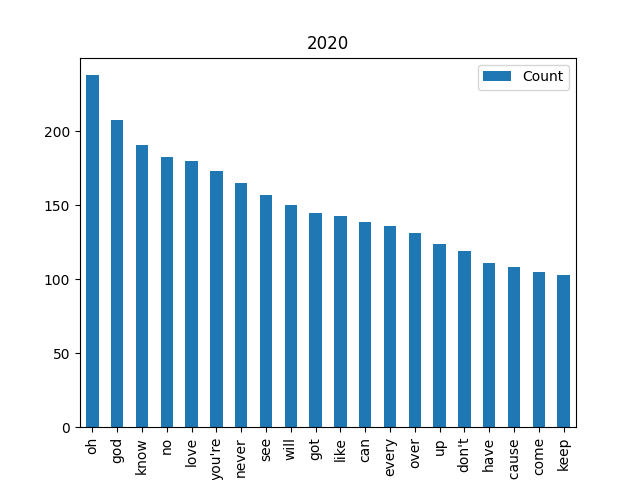 2020
Count
200
150
100
50
0
oh
god
know
no
love
you're
never
see
will
got
like
can
every
over
up
don't
have
cause
come
keep